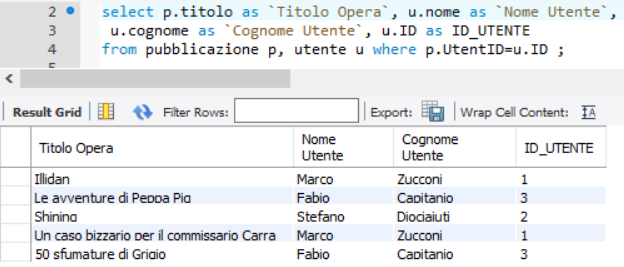 2 select p.titolo as `Titolo Opera`, u.nome as `Nome Utente`,
3 u.cognome as `Cognome Utente`, u.ID as ID_UTENTE
4 from pubblicazione p, utente u where p.UtentID=u.ID ;
5
Result Grid Filter Rows: Export: Wrap Cell Content: IA
Titolo Opera Nome Utente Cognome Utente ID_UTENTE
Illidan Marco Zucconi 1
Le avventure di Peppa Pig Fabio Capitanio 3
Shining Stefano Diociaiuti 2
Un caso bizzario per il commissario Carra Marco Zucconi 1
50 sfumature di Grigio Fabio Capitanio 3